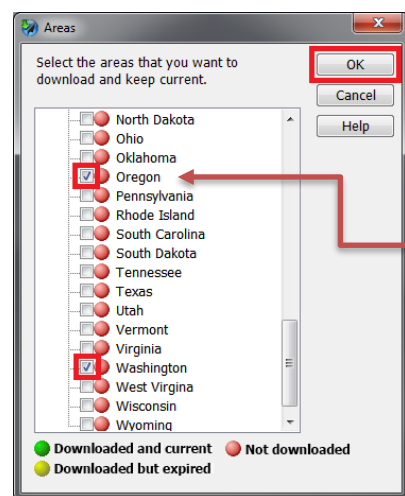 Areas
Select the areas that you want to
download and keep current.
OK
Cancel
Help
North Dakota
Ohio
Oklahoma
Oregon
Pennsylvania
Rhode Island
South Carolina
South Dakota
Tennessee
Texas
Utah
Vermont
Virginia
Washington
West Virgina
Wisconsin
Wyoming
Downloaded and current Not downloaded
Downloaded but expired